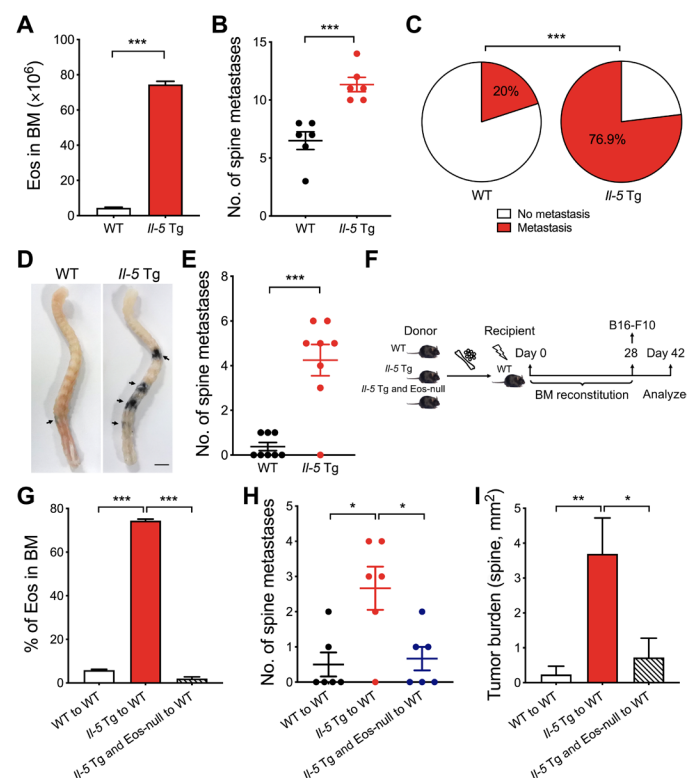 A
Eos in BM (×10⁶)
100
80
60
40
20
0
***
WT
Il-5 Tg
B
No. of spine metastases
15
10
5
0
***
WT
Il-5 Tg
C
***
20%
76.9%
WT
Il-5 Tg
No metastasis
Metastasis
D
WT
Il-5 Tg
E
No. of spine metastases
8
6
4
2
0
***
WT
Il-5 Tg
F
Donor
WT
Il-5 Tg
Il-5 Tg and Eos-null
Recipient
WT
B16-F10
Day 0
28
Day 42
BM reconstitution
Analyze
G
% of Eos in BM
80
60
40
20
0
***
***
WT to WT
Il-5 Tg to WT
Il-5 Tg and Eos-null to WT
H
No. of spine metastases
5
4
3
2
1
0
*
*
WT to WT
Il-5 Tg to WT
Il-5 Tg and Eos-null to WT
I
Tumor burden (spine, mm²)
5
4
3
2
1
0
**
*
WT to WT
Il-5 Tg to WT
Il-5 Tg and Eos-null to WT